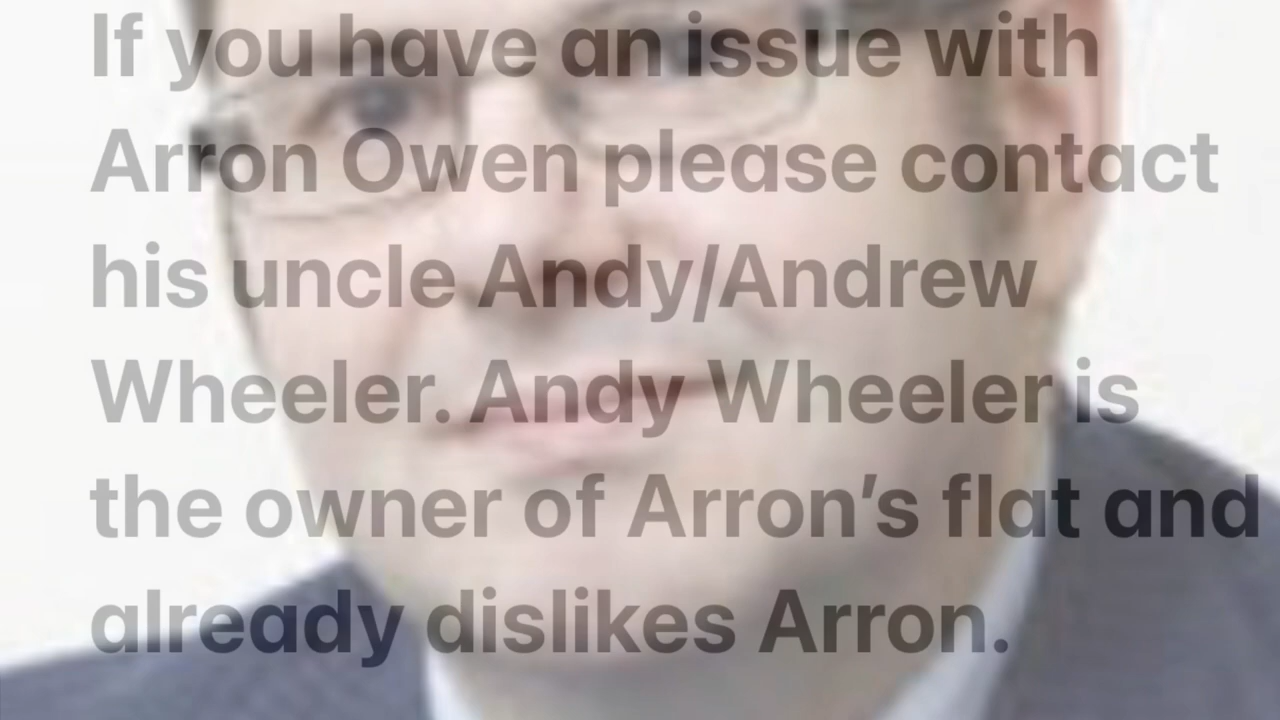 If you have an issue with
Arron Owen please contact
his uncle Andy/Andrew
Wheeler. Andy Wheeler is
the owner of Arron’s flat and
already dislikes Arron.